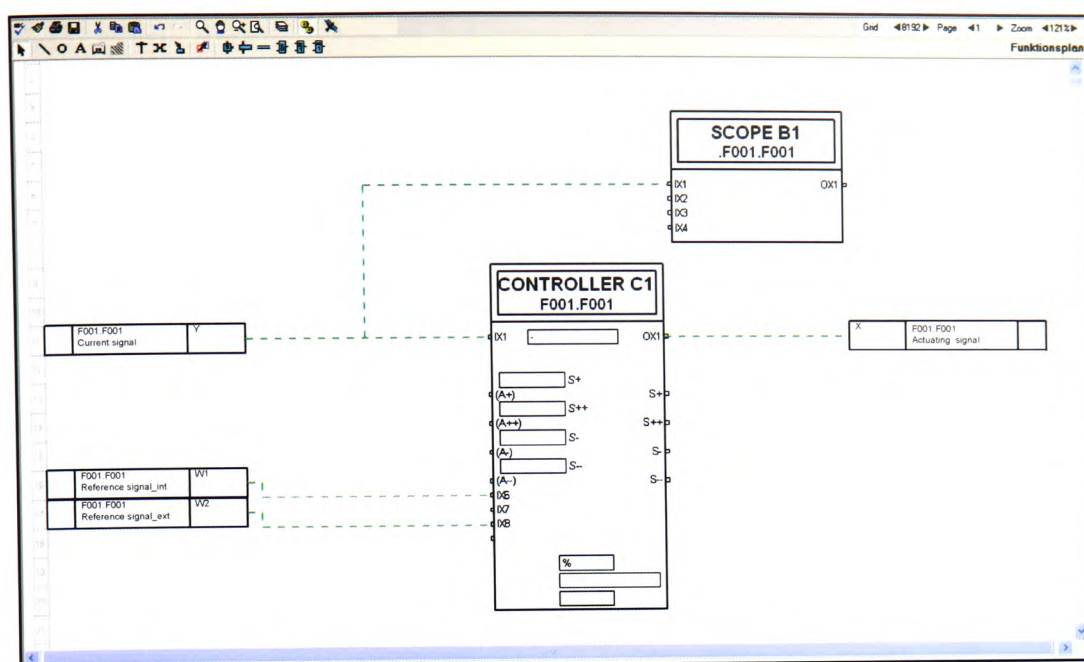 Grid ◀8192▶ Page ◀1 ▶ Zoom ◀121%▶
A
Funktionsplan
SCOPE B1
.F001.F001
IX1 OX1
IX2
IX3
IX4
CONTROLLER C1
F001.F001
F001.F001 Y
Current signal
IX1 - OX1
X F001.F001
Actuating signal
S+
(A+) S+
S++
(A++) S++
S-
(A-) S-
S--
(A--) S--
F001.F001 W1
Reference signal_int
IX6
F001.F001 W2
Reference signal_ext
IX7
IX8
%